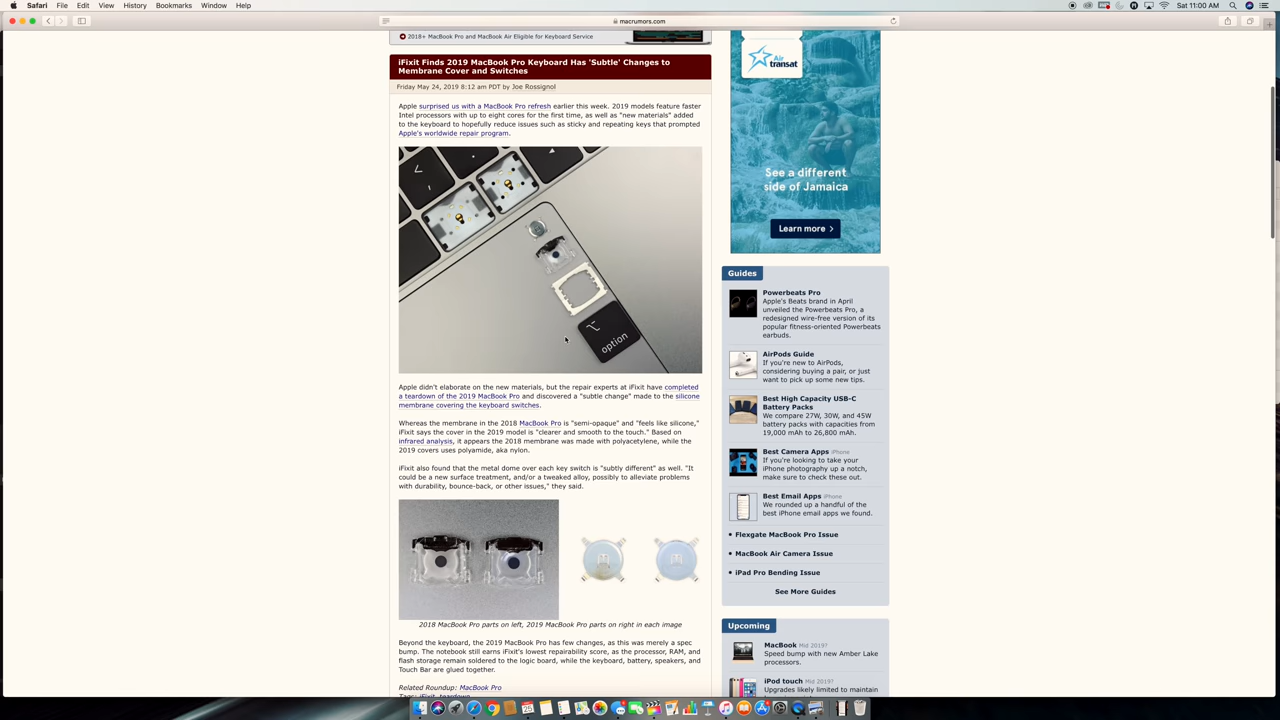 Safari File Edit View History Bookmarks Window Help
Sat 11:00 AM
macrumors.com
2018+ MacBook Pro and MacBook Air Eligible for Keyboard Service
iFixit Finds 2019 MacBook Pro Keyboard Has 'Subtle' Changes to
Membrane Cover and Switches
Friday May 24, 2019 8:12 am PDT by Joe Rossignol
Apple surprised us with a MacBook Pro refresh earlier this week. 2019 models feature faster
Intel processors with up to eight cores for the first time, as well as "new materials" added
to the keyboard to hopefully reduce issues such as sticky and repeating keys that prompted
Apple's worldwide repair program.
option
Apple didn't elaborate on the new materials, but the repair experts at iFixit have completed
a teardown of the 2019 MacBook Pro and discovered a "subtle change" made to the silicone
membrane covering the keyboard switches.
Whereas the membrane in the 2018 MacBook Pro is "semi-opaque" and "feels like silicone,"
iFixit says the cover in the 2019 model is "clearer and smooth to the touch." Based on
infrared analysis, it appears the 2018 membrane was made with polyacetylene, while the
2019 covers uses polyamide, aka nylon.
iFixit also found that the metal dome over each key switch is "subtly different" as well. "It
could be a new surface treatment, and/or a tweaked alloy, possibly to alleviate problems
with durability, bounce-back, or other issues," they said.
2018 MacBook Pro parts on left, 2019 MacBook Pro parts on right in each image
Beyond the keyboard, the 2019 MacBook Pro has few changes, as this was merely a spec
bump. The notebook still earns iFixit's lowest repairability score, as the processor, RAM, and
flash storage remain soldered to the logic board, while the keyboard, battery, speakers, and
Touch Bar are glued together.
Related Roundup: MacBook Pro
Tags: iFixit, teardown
Air
transat
See a different
side of Jamaica
Learn more
Guides
Powerbeats Pro
Apple's Beats brand in April
unveiled the Powerbeats Pro, a
redesigned wire-free version of its
popular fitness-oriented Powerbeats
earbuds.
AirPods Guide
If you're new to AirPods,
considering buying a pair, or just
want to pick up some new tips.
Best High Capacity USB-C
Battery Packs
We compare 27W, 30W, and 45W
battery packs with capacities from
19,000 mAh to 26,800 mAh.
Best Camera Apps iPhone
If you're looking to take your
iPhone photography up a notch,
make sure to check these out.
Best Email Apps iPhone
We rounded up a handful of the
best iPhone email apps we found.
Flexgate MacBook Pro Issue
MacBook Air Camera Issue
iPad Pro Bending Issue
See More Guides
Upcoming
MacBook Mid 2019?
Speed bump with new Amber Lake
processors.
iPod touch Mid 2019?
Upgrades likely limited to maintain